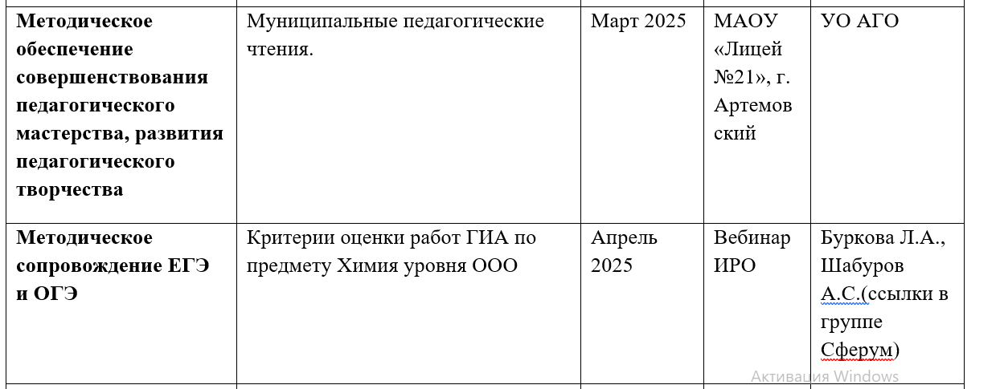 Методическое
обеспечение
совершенствования
педагогического
мастерства, развития
педагогического
творчества
Муниципальные педагогические
чтения.
Март 2025
МАОУ
«Лицей
№21», г.
Артемов
ский
УО АГО
Методическое
сопровождение ЕГЭ
и ОГЭ
Критерии оценки работ ГИА по
предмету Химия уровня ООО
Апрель
2025
Вебинар
ИРО
Буркова Л.А.,
Шабуров
А.С.(ссылки в
группе
Сферум)
Активация Windows